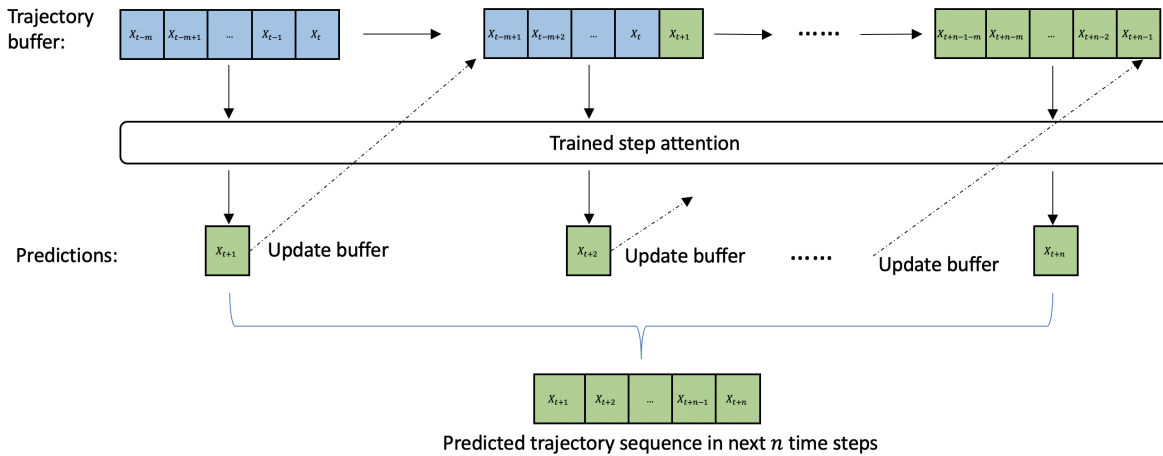 Trajectory
buffer:
X_{t-m} X_{t-m+1} ... X_{t-1} X_t
X_{t-m+1} X_{t-m+2} ... X_t X_{t+1}
......
X_{t+n-1-m} X_{t+n-m} ... X_{t+n-2} X_{t+n-1}
Trained step attention
Predictions:
X_{t+1}
Update buffer
X_{t+2}
Update buffer
......
Update buffer
X_{t+n}
X_{t+1} X_{t+2} ... X_{t+n-1} X_{t+n}
Predicted trajectory sequence in next n time steps